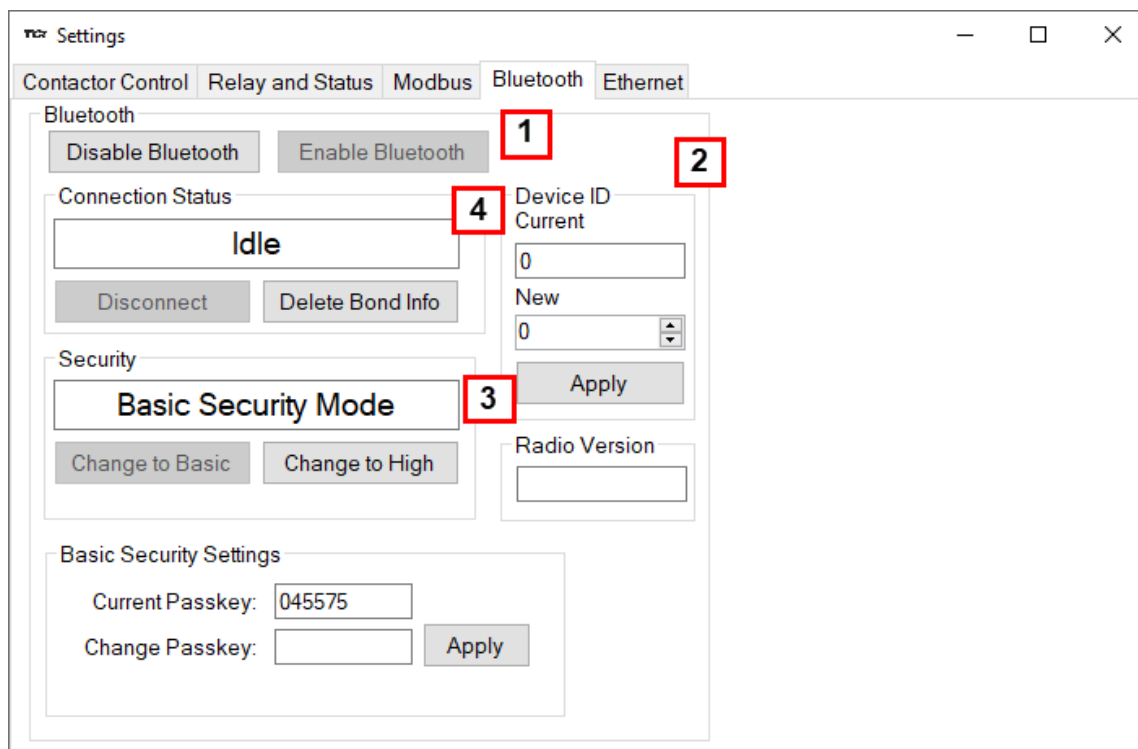 TCI Settings
Contactor Control Relay and Status Modbus Bluetooth Ethernet
Bluetooth
Disable Bluetooth Enable Bluetooth 1
2
Connection Status
4
Idle
Disconnect Delete Bond Info
Device ID
Current
0
New
0
Apply
Security
Basic Security Mode 3
Change to Basic Change to High
Radio Version
Basic Security Settings
Current Passkey: 045575
Change Passkey: Apply